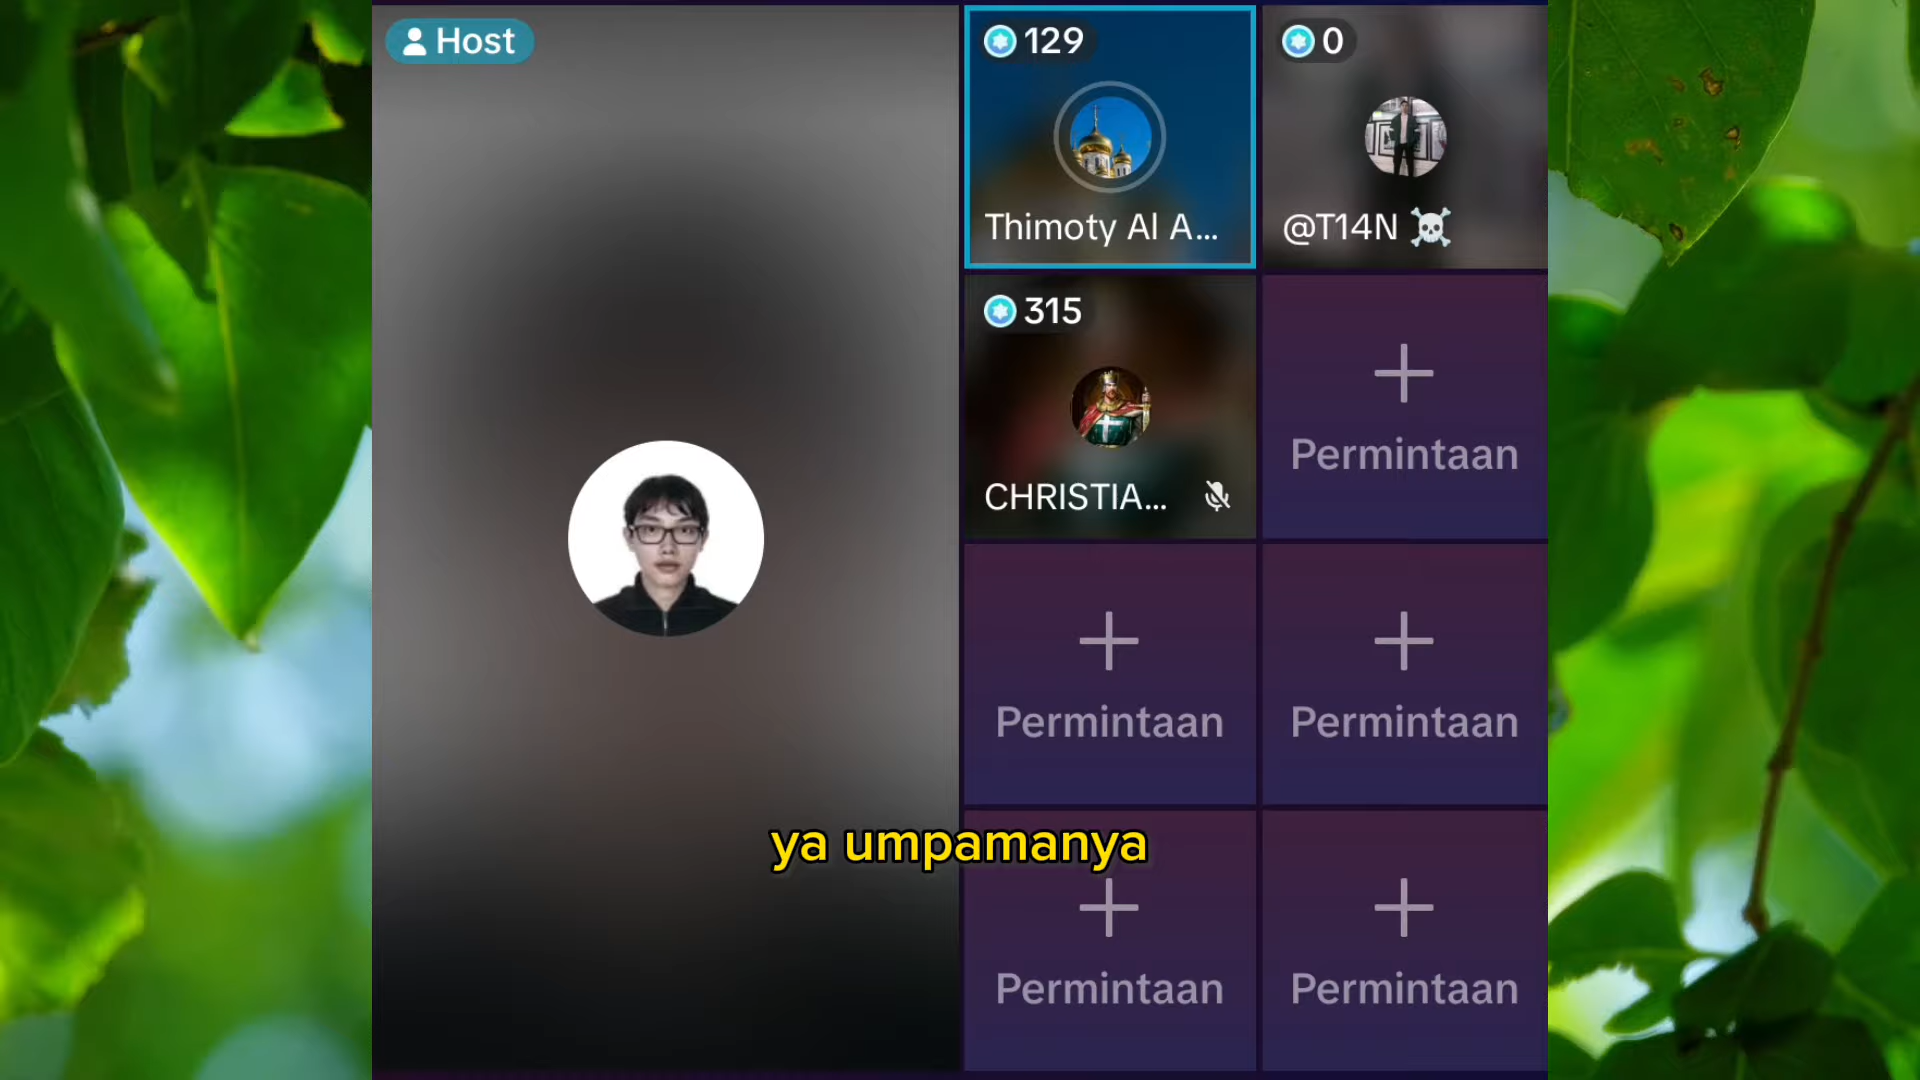 Host
129
Thimoty Al A...
0
@T14N ☠
315
CHRISTIA...
Permintaan
Permintaan
Permintaan
ya umpamanya
Permintaan
Permintaan